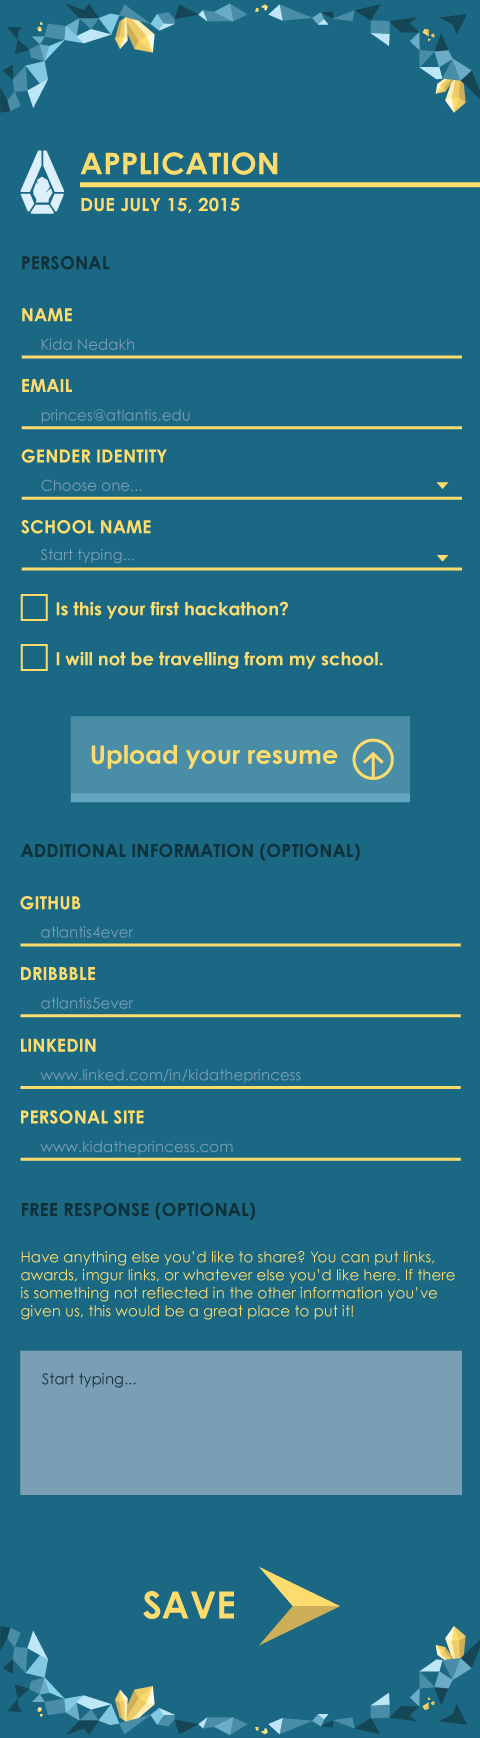 APPLICATION
DUE JULY 15, 2015
PERSONAL
NAME
Kida Nedakh
EMAIL
princes@atlantis.edu
GENDER IDENTITY
Choose one...
SCHOOL NAME
Start typing...
Is this your first hackathon?
I will not be travelling from my school.
Upload your resume
ADDITIONAL INFORMATION (OPTIONAL)
GITHUB
atlantis4ever
DRIBBBLE
atlantis5ever
LINKEDIN
www.linked.com/in/kidatheprincess
PERSONAL SITE
www.kidatheprincess.com
FREE RESPONSE (OPTIONAL)
Have anything else you'd like to share? You can put links,
awards, imgur links, or whatever else you'd like here. If there
is something not reflected in the other information you've
given us, this would be a great place to put it!
Start typing...
SAVE